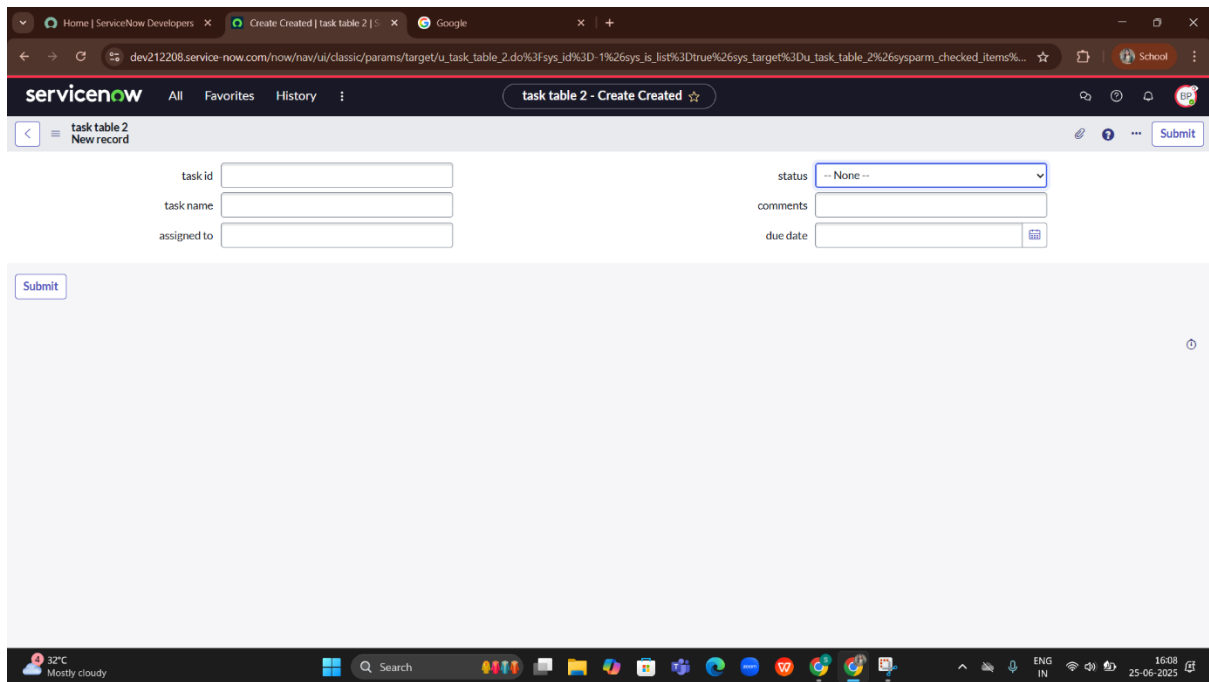 Home | ServiceNow Developers
Create Created | task table 2 | S
Google
dev212208.service-now.com/now/nav/ui/classic/params/target/u_task_table_2.do%3Fsys_id%3D-1%26sys_is_list%3Dtrue%26sys_target%3Du_task_table_2%26sysparm_checked_items%...
School
servicenow All Favorites History task table 2 - Create Created BP
task table 2
New record
Submit
task id
status -- None --
task name
comments
assigned to
due date
Submit
4
32°C
Mostly cloudy
Search
ENG
IN
16:08
25-06-2025